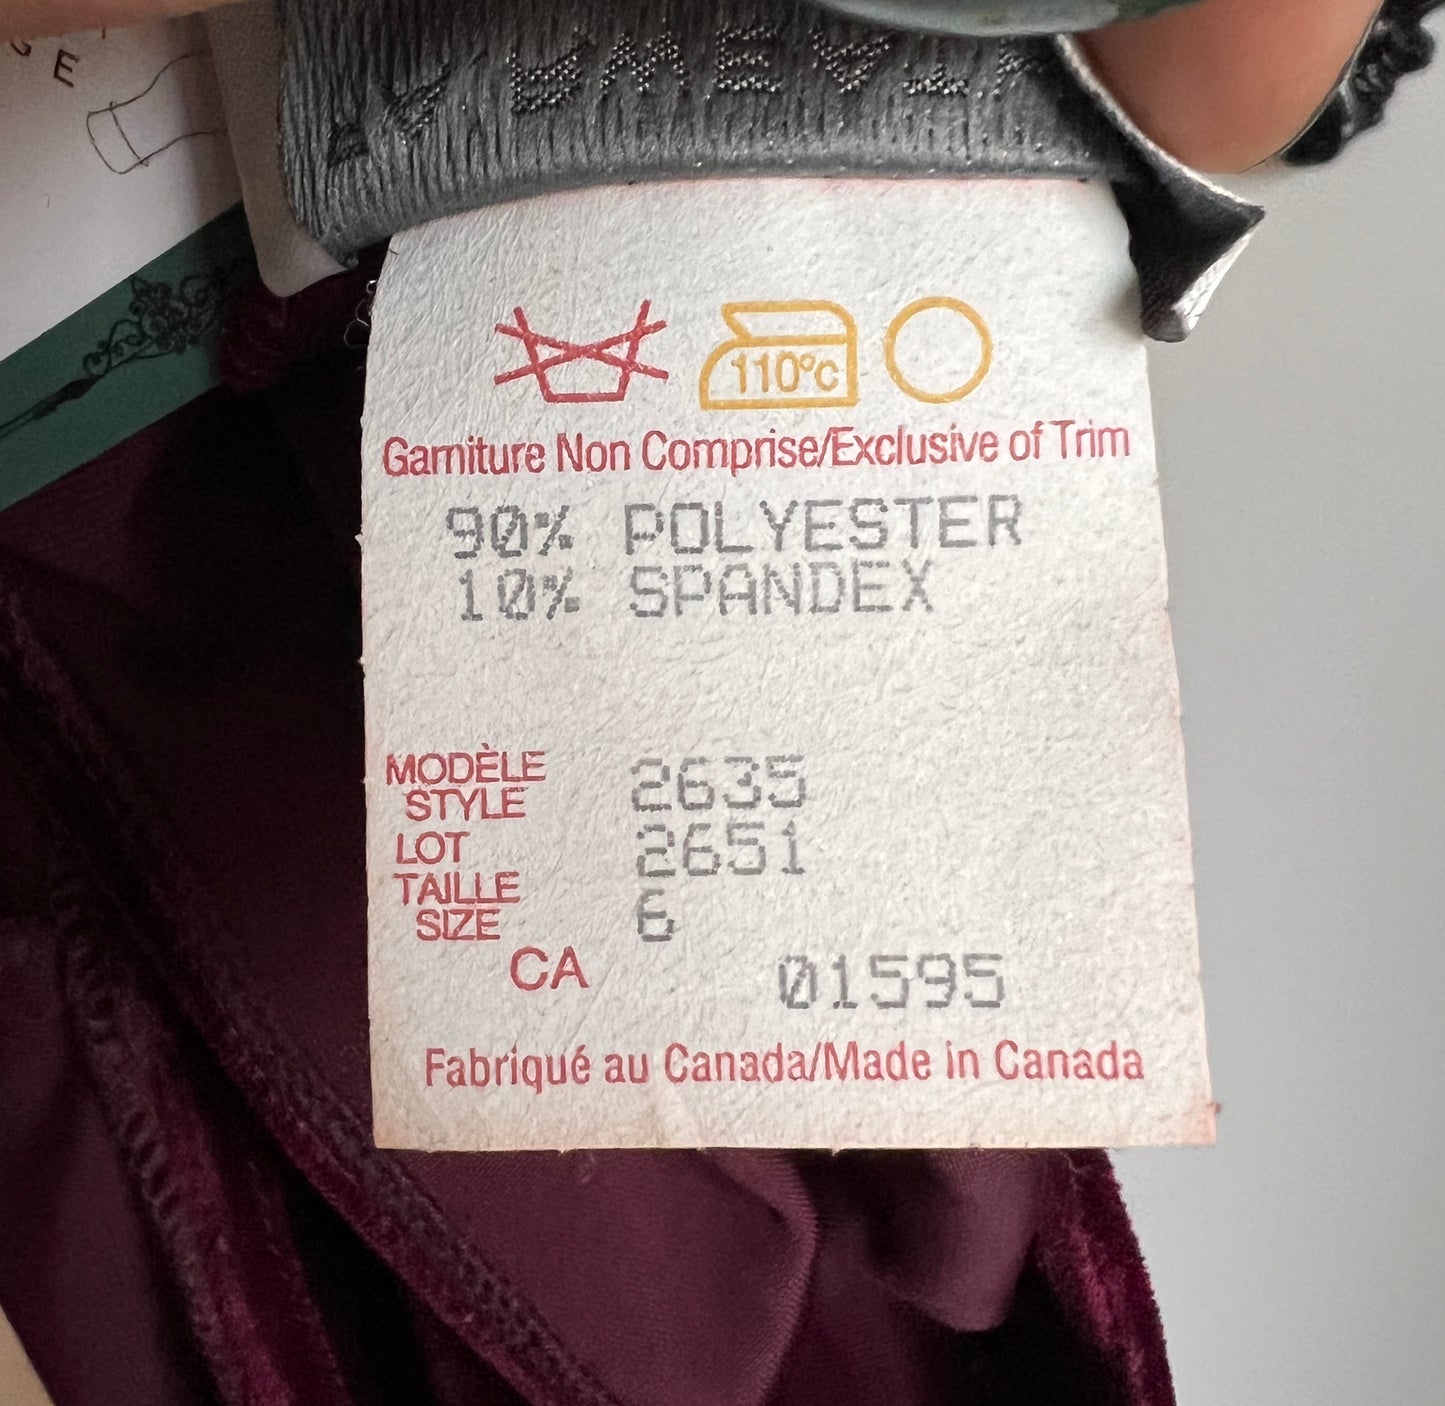 110°C
Garniture Non Comprise/Exclusive of Trim
90% POLYESTER
10% SPANDEX
MODÈLE
STYLE 2635
LOT 2651
TAILLE
SIZE 6
CA 01595
Fabriqué au Canada/Made in Canada